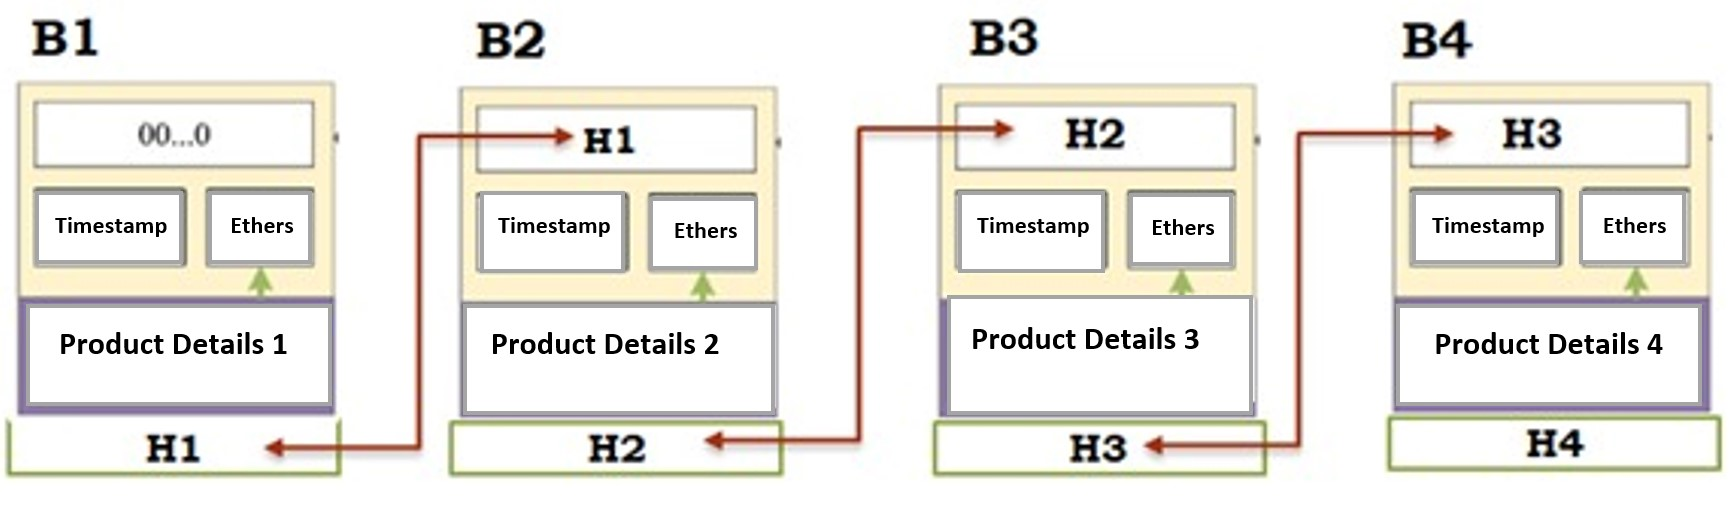 B1
B2
B3
B4
00...0
H1
H2
H3
Timestamp
Ethers
Timestamp
Ethers
Timestamp
Ethers
Timestamp
Ethers
Product Details 1
Product Details 2
Product Details 3
Product Details 4
H1
H2
H3
H4